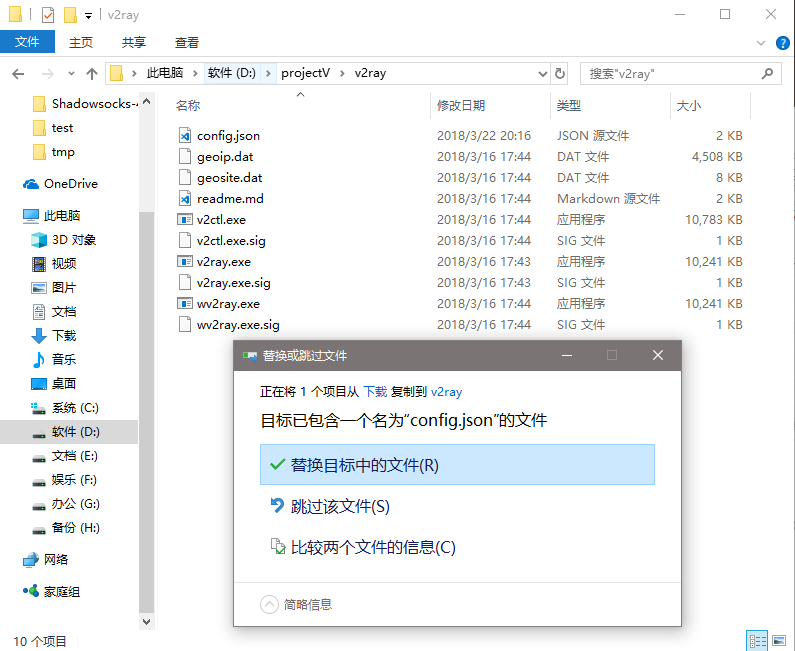 v2ray
文件 主页 共享 查看
此电脑 软件 (D:) projectV v2ray 搜索"v2ray"
Shadowsocks-
test
tmp
OneDrive
此电脑
3D 对象
视频
图片
文档
下载
音乐
桌面
系统 (C:)
软件 (D:)
文档 (E:)
娱乐 (F:)
办公 (G:)
备份 (H:)
网络
家庭组
名称 修改日期 类型 大小
config.json 2018/3/22 20:16 JSON 源文件 2 KB
geoip.dat 2018/3/16 17:44 DAT 文件 4,508 KB
geosite.dat 2018/3/16 17:44 DAT 文件 8 KB
readme.md 2018/3/16 17:44 Markdown 源文件 2 KB
v2ctl.exe 2018/3/16 17:44 应用程序 10,783 KB
v2ctl.exe.sig 2018/3/16 17:44 SIG 文件 1 KB
v2ray.exe 2018/3/16 17:43 应用程序 10,241 KB
v2ray.exe.sig 2018/3/16 17:43 SIG 文件 1 KB
wv2ray.exe 2018/3/16 17:44 应用程序 10,241 KB
wv2ray.exe.sig 2018/3/16 17:44 SIG 文件 1 KB
替换或跳过文件
正在将 1 个项目从 下载 复制到 v2ray
目标已包含一个名为"config.json"的文件
替换目标中的文件(R)
跳过该文件(S)
比较两个文件的信息(C)
简略信息
10 个项目